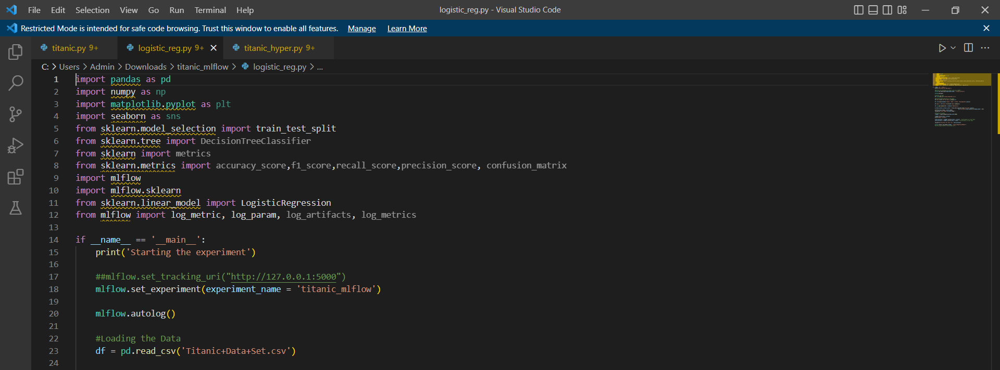 File Edit Selection View Go Run Terminal Help
logistic_reg.py - Visual Studio Code
Restricted Mode is intended for safe code browsing. Trust this window to enable all features. Manage Learn More
titanic.py 9+ logistic_reg.py 9+ titanic_hyper.py 9+
C: > Users > Admin > Downloads > titanic_mlflow > logistic_reg.py > ...
1 import pandas as pd
2 import numpy as np
3 import matplotlib.pyplot as plt
4 import seaborn as sns
5 from sklearn.model_selection import train_test_split
6 from sklearn.tree import DecisionTreeClassifier
7 from sklearn import metrics
8 from sklearn.metrics import accuracy_score,f1_score,recall_score,precision_score, confusion_matrix
9 import mlflow
10 import mlflow.sklearn
11 from sklearn.linear_model import LogisticRegression
12 from mlflow import log_metric, log_param, log_artifacts, log_metrics
13
14 if __name__ == '__main__':
15     print('Starting the experiment')
16
17     ##mlflow.set_tracking_uri("http://127.0.0.1:5000")
18     mlflow.set_experiment(experiment_name = 'titanic_mlflow')
19
20     mlflow.autolog()
21
22     #Loading the Data
23     df = pd.read_csv('Titanic+Data+Set.csv')
24